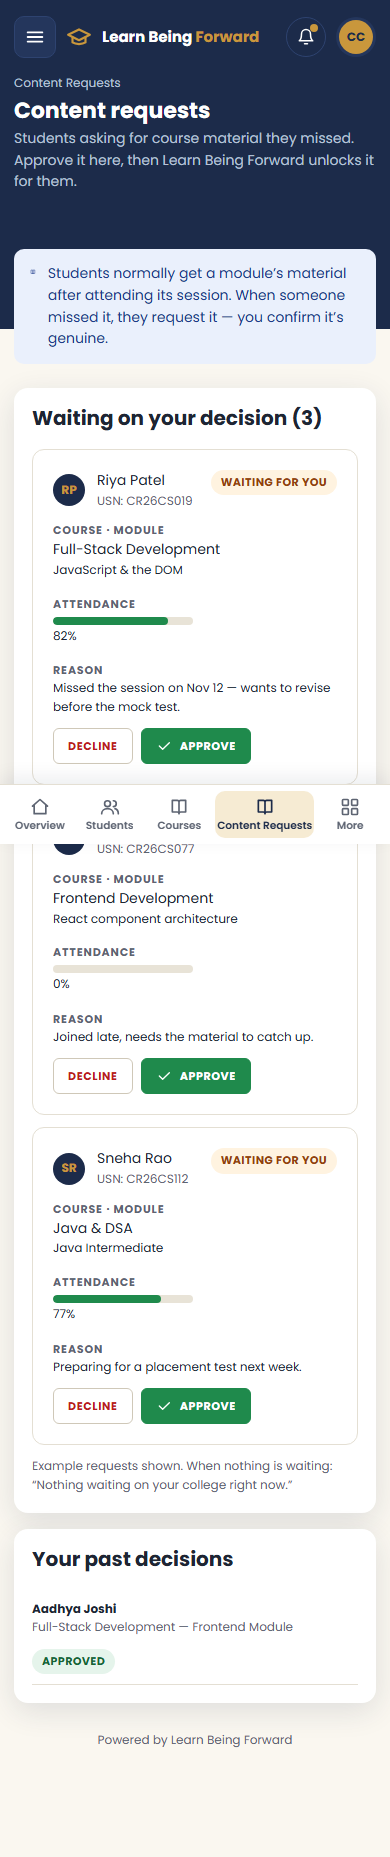 Learn Being Forward
CC
Content Requests
Content requests
Students asking for course material they missed.
Approve it here, then Learn Being Forward unlocks it
for them.
Students normally get a module’s material
after attending its session. When someone
missed it, they request it — you confirm it’s
genuine.
Waiting on your decision (3)
RP
Riya Patel
WAITING FOR YOU
USN: CR26CS019
COURSE · MODULE
Full-Stack Development
JavaScript & the DOM
ATTENDANCE
82%
REASON
Missed the session on Nov 12 — wants to revise
before the mock test.
DECLINE
APPROVE
Overview
Students
Courses
Content Requests
More
USN: CR26CS077
COURSE · MODULE
Frontend Development
React component architecture
ATTENDANCE
0%
REASON
Joined late, needs the material to catch up.
DECLINE
APPROVE
SR
Sneha Rao
WAITING FOR YOU
USN: CR26CS112
COURSE · MODULE
Java & DSA
Java Intermediate
ATTENDANCE
77%
REASON
Preparing for a placement test next week.
DECLINE
APPROVE
Example requests shown. When nothing is waiting:
“Nothing waiting on your college right now.”
Your past decisions
Aadhya Joshi
Full-Stack Development — Frontend Module
APPROVED
Powered by Learn Being Forward